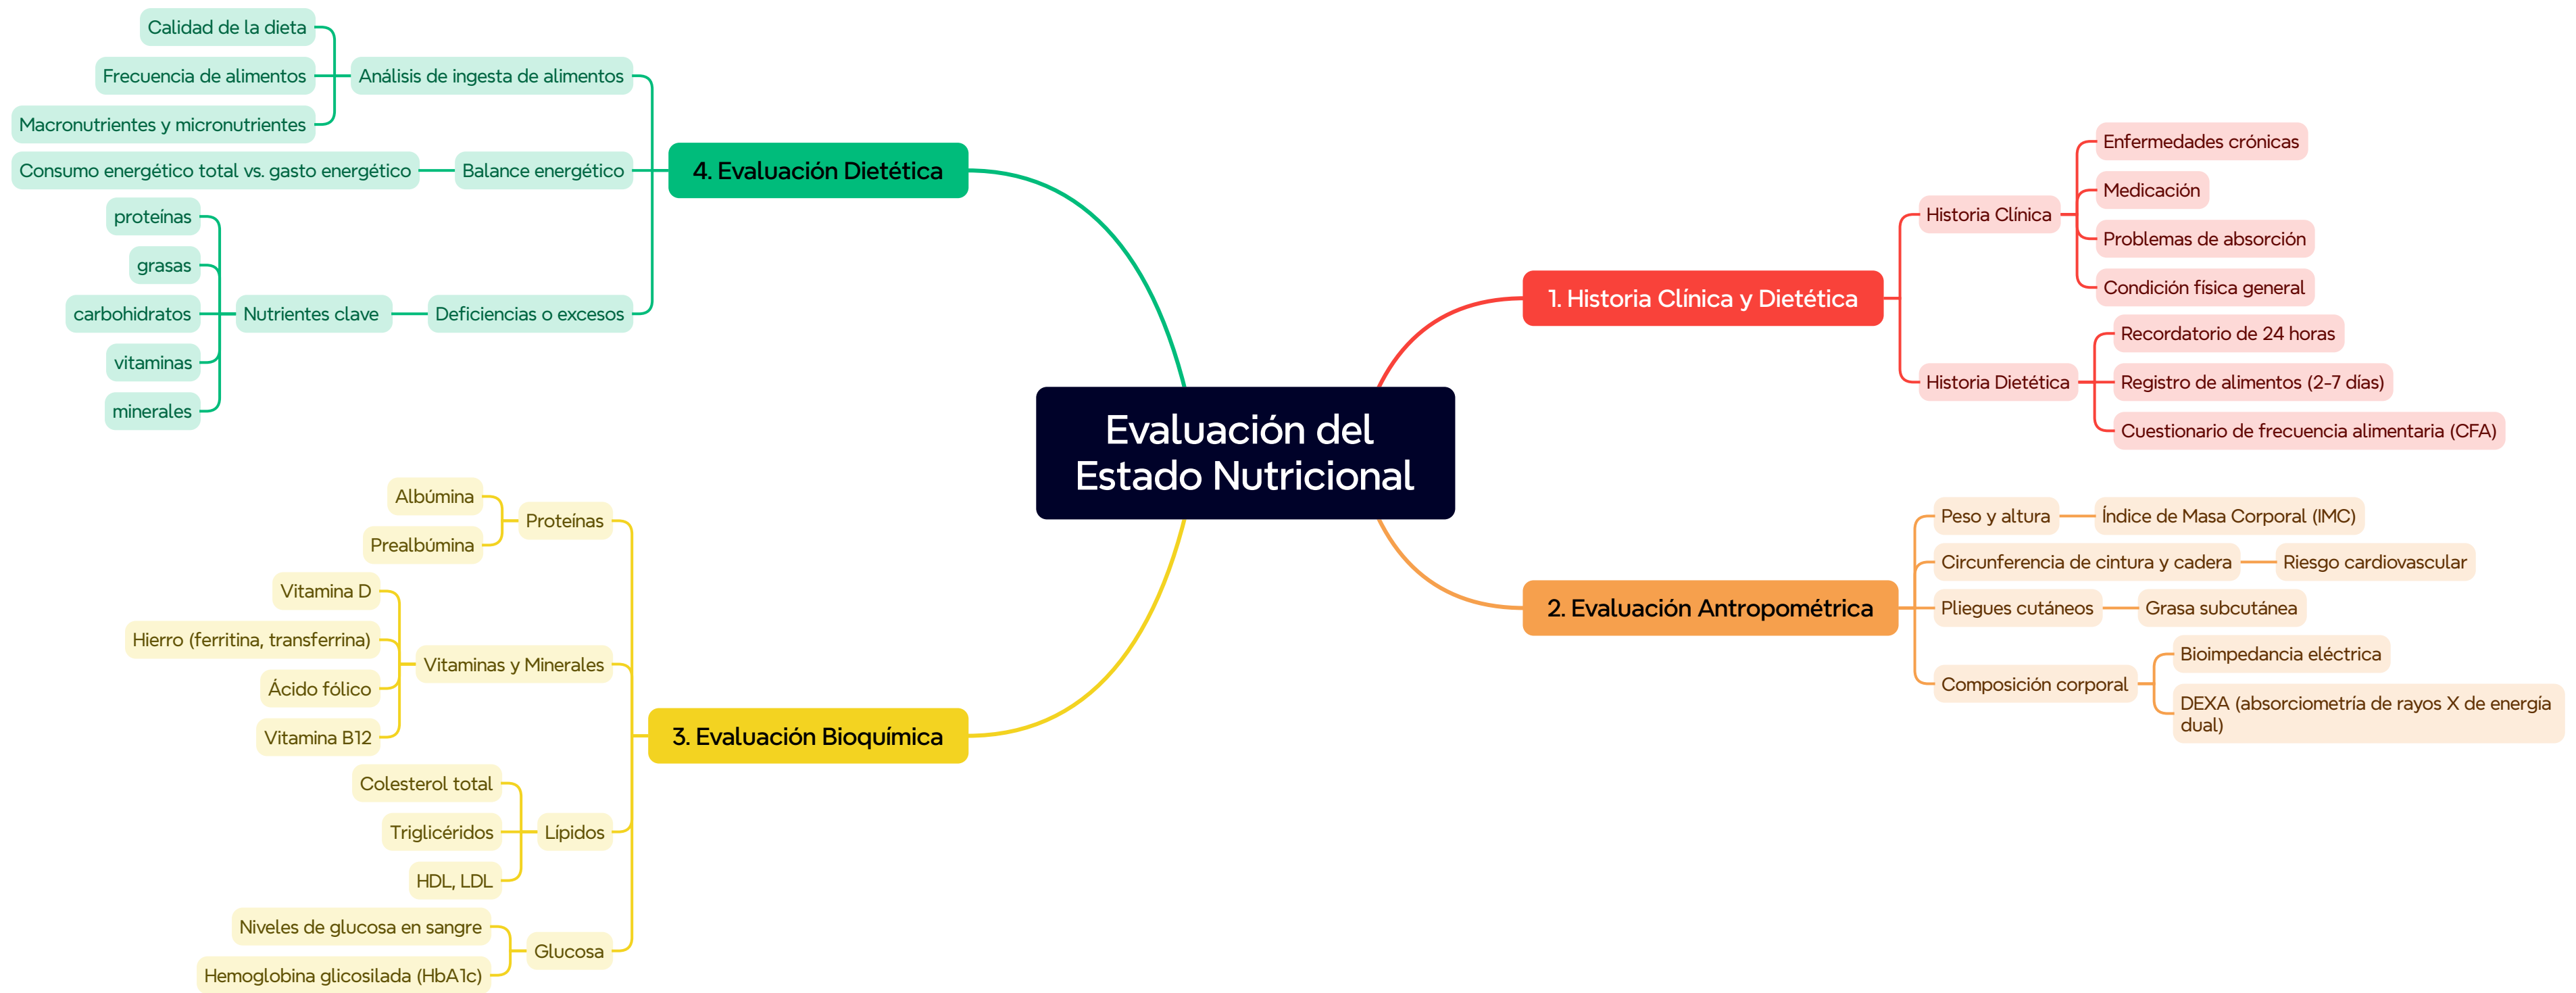 Evaluación del
Estado Nutricional
1. Historia Clínica y Dietética
Historia Clínica
Enfermedades crónicas
Medicación
Problemas de absorción
Condición física general
Historia Dietética
Recordatorio de 24 horas
Registro de alimentos (2-7 días)
Cuestionario de frecuencia alimentaria (CFA)
2. Evaluación Antropométrica
Peso y altura
Índice de Masa Corporal (IMC)
Circunferencia de cintura y cadera
Riesgo cardiovascular
Pliegues cutáneos
Grasa subcutánea
Composición corporal
Bioimpedancia eléctrica
DEXA (absorciometría de rayos X de energía
dual)
3. Evaluación Bioquímica
Proteínas
Albúmina
Prealbúmina
Vitaminas y Minerales
Vitamina D
Hierro (ferritina, transferrina)
Ácido fólico
Vitamina B12
Lípidos
Colesterol total
Triglicéridos
HDL, LDL
Glucosa
Niveles de glucosa en sangre
Hemoglobina glicosilada (HbA1c)
4. Evaluación Dietética
Análisis de ingesta de alimentos
Calidad de la dieta
Frecuencia de alimentos
Macronutrientes y micronutrientes
Balance energético
Consumo energético total vs. gasto energético
Deficiencias o excesos
Nutrientes clave
proteínas
grasas
carbohidratos
vitaminas
minerales